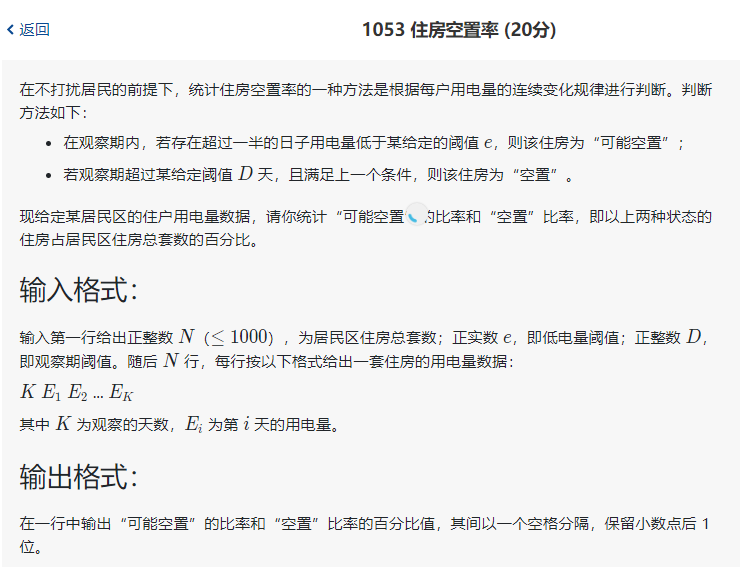 返回
1053 住房空置率 (20分)
在不打扰居民的前提下，统计住房空置率的一种方法是根据每户用电量的连续变化规律进行判断。判断
方法如下：
在观察期内，若存在超过一半的日子用电量低于某给定的阈值 e，则该住房为“可能空置”；
若观察期超过某给定阈值 D 天，且满足上一个条件，则该住房为“空置”。
现给定某居民区的住户用电量数据，请你统计“可能空置 的比率和“空置”比率，即以上两种状态的
住房占居民区住房总套数的百分比。
输入格式：
输入第一行给出正整数 N（≤ 1000），为居民区住房总套数；正实数 e，即低电量阈值；正整数 D，
即观察期阈值。随后 N 行，每行按以下格式给出一套住房的用电量数据：
K E₁ E₂ ... E_K
其中 K 为观察的天数，Eᵢ 为第 i 天的用电量。
输出格式：
在一行中输出“可能空置”的比率和“空置”比率的百分比值，其间以一个空格分隔，保留小数点后 1
位。